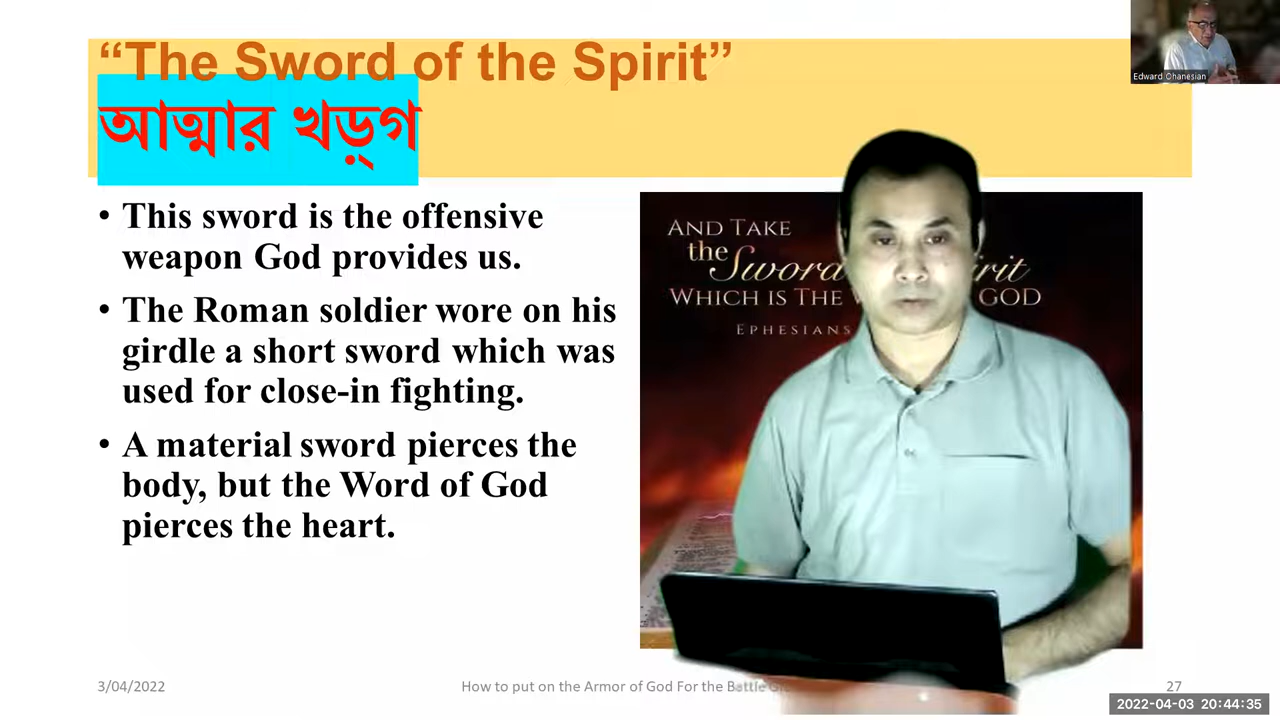 “The Sword of the Spirit”
আত্মার খড়্গ
Edward Ohanesian
• This sword is the offensive
weapon God provides us.
• The Roman soldier wore on his
girdle a short sword which was
used for close-in fighting.
• A material sword pierces the
body, but the Word of God
pierces the heart.
AND TAKE
the
Sword
WHICH IS THE GOD
EPHESIANS
3/04/2022
How to put on the Armor of God For the Battle
27
2022-04-03 20:44:35